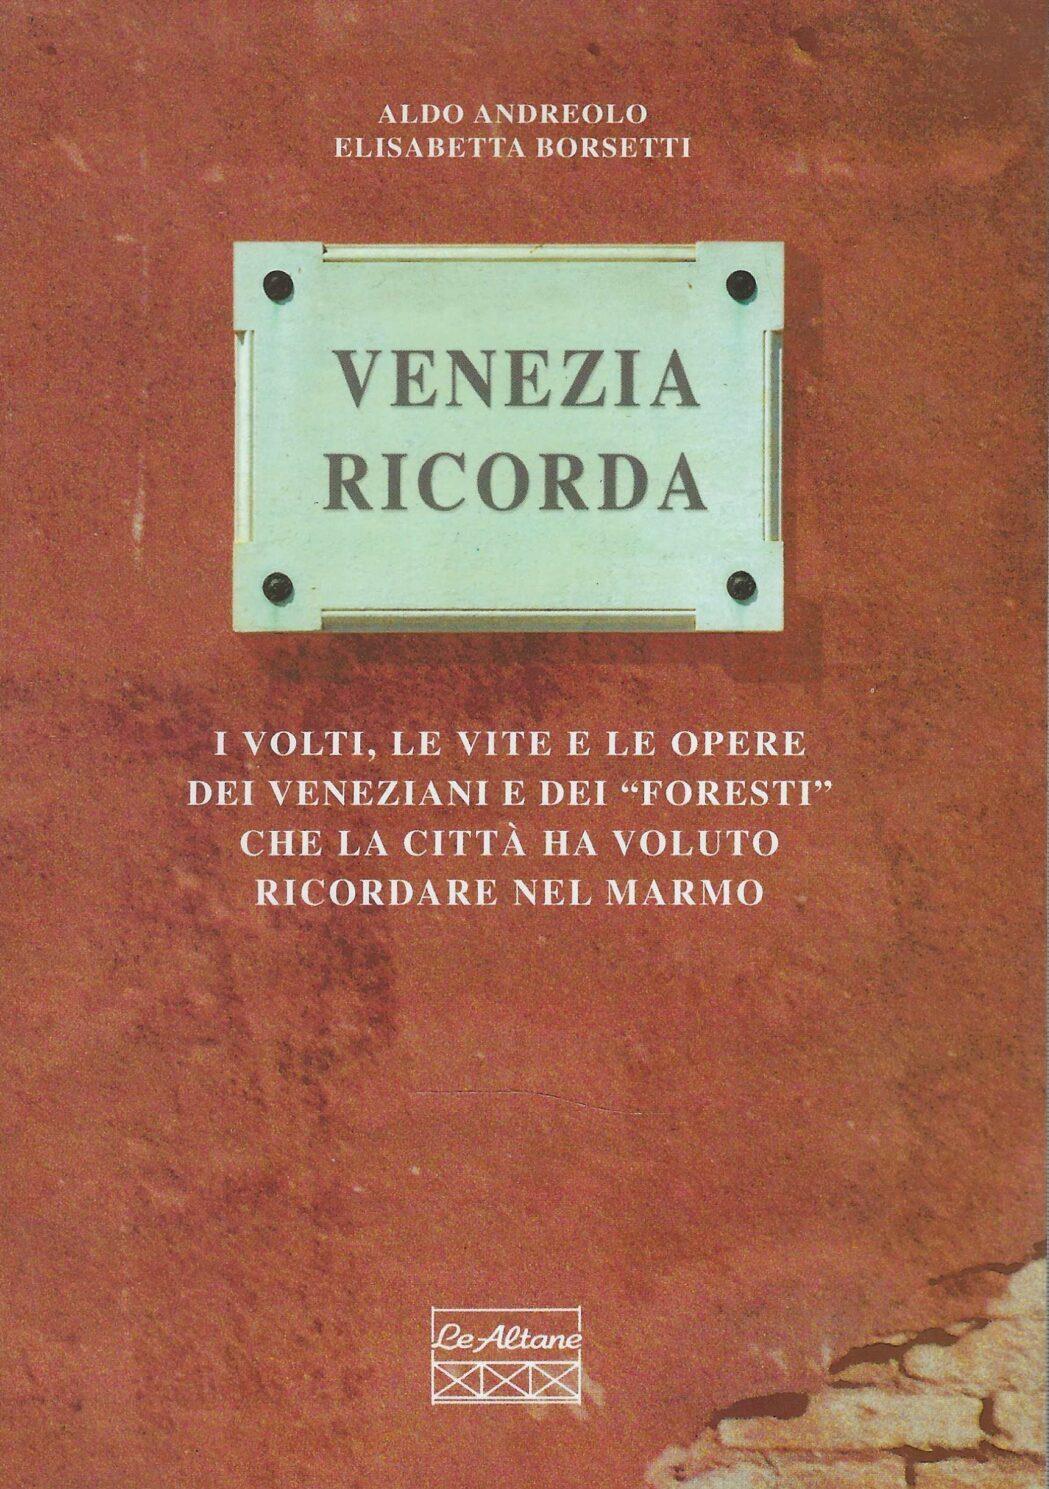 ALDO ANDREOLO
ELISABETTA BORSETTI
VENEZIA
RICORDA
I VOLTI, LE VITE E LE OPERE
DEI VENEZIANI E DEI “FORESTI”
CHE LA CITTÀ HA VOLUTO
RICORDARE NEL MARMO
Le Altane